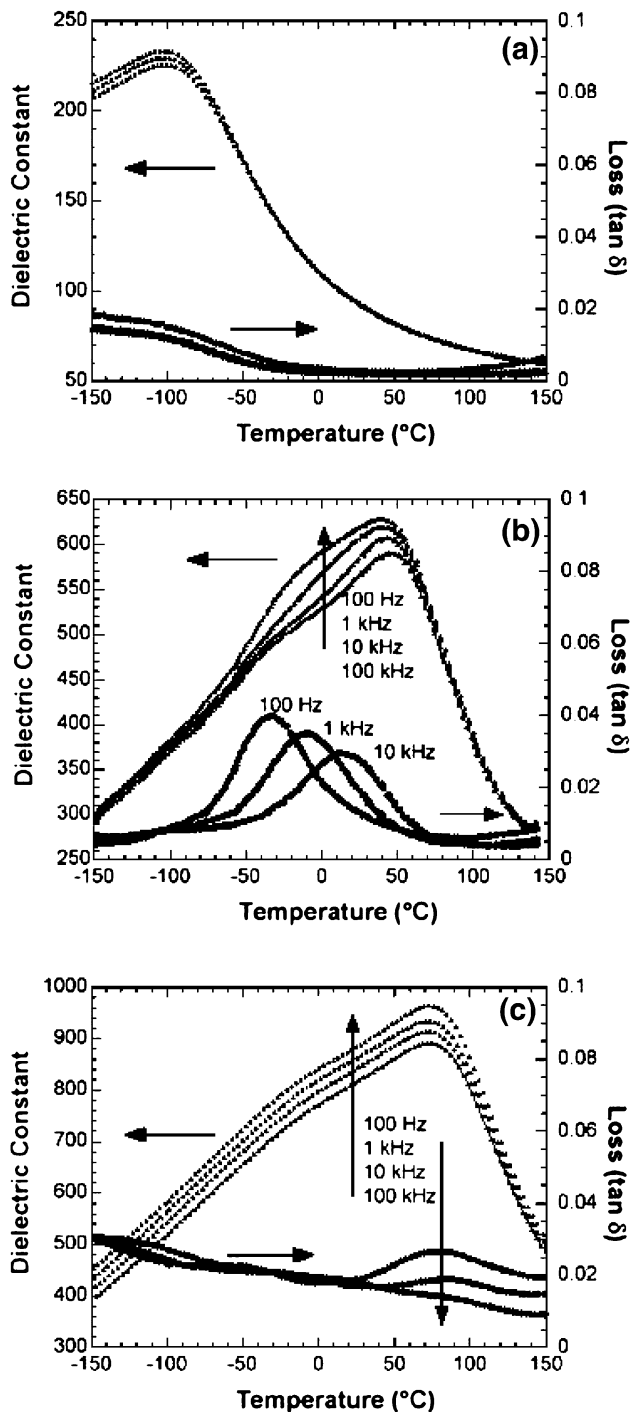 (a)
0.1
0.08
0.06
0.04
0.02
0
250
200
150
100
50
Dielectric Constant
Loss (tan δ)
-150 -100 -50 0 50 100 150
Temperature (°C)
(b)
650
600
550
500
450
400
350
300
250
0.1
0.08
0.06
0.04
0.02
0
Dielectric Constant
Loss (tan δ)
100 Hz
1 kHz
10 kHz
100 kHz
100 Hz
1 kHz
10 kHz
-150 -100 -50 0 50 100 150
Temperature (°C)
(c)
1000
900
800
700
600
500
400
300
0.1
0.08
0.06
0.04
0.02
0
Dielectric Constant
Loss (tan δ)
100 Hz
1 kHz
10 kHz
100 kHz
-150 -100 -50 0 50 100 150
Temperature (°C)